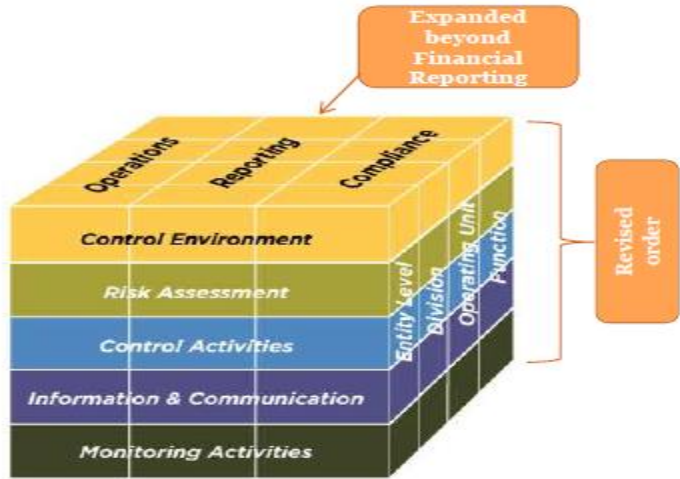 Expanded
beyond
Financial
Reporting
Operations
Reporting
Compliance
Control Environment
Risk Assessment
Control Activities
Information & Communication
Monitoring Activities
Entity Level
Division
Operating Unit
Function
Revised
order